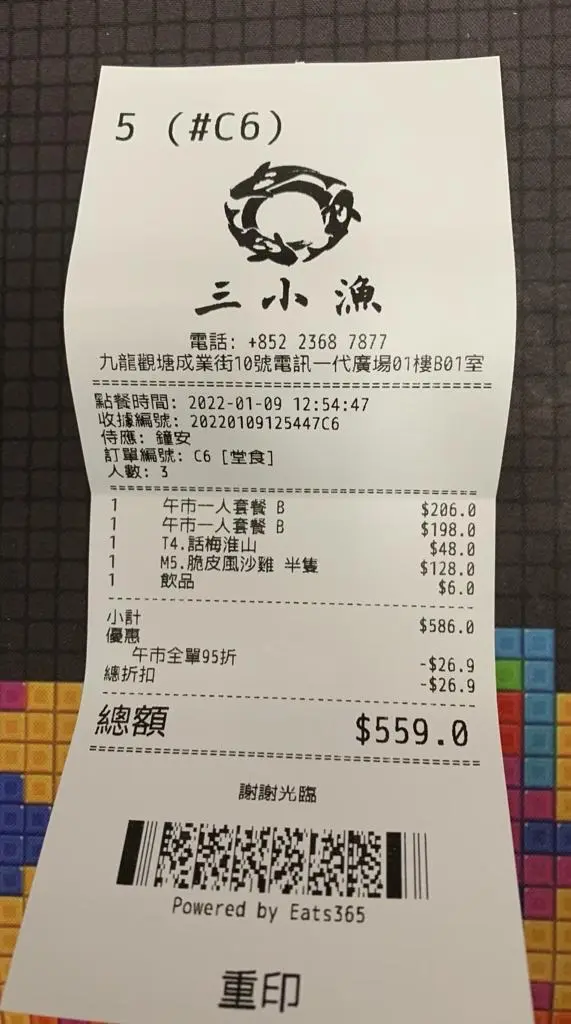 5 (#C6)
三小漁
電話: +852 2368 7877
九龍觀塘成業街10號電訊一代廣場01樓B01室
點餐時間: 2022-01-09 12:54:47
收據編號: 20220109125447C6
侍應: 鐘安
訂單編號: C6 [堂食]
人數: 3
1 午市一人套餐 B $206.0
1 午市一人套餐 B $198.0
1 T4.話梅淮山 $48.0
1 M5.脆皮風沙雞 半隻 $128.0
1 飲品 $6.0
小計 $586.0
優惠
午市全單95折 -$26.9
總折扣 -$26.9
總額 $559.0
謝謝光臨
Powered by Eats365
重印